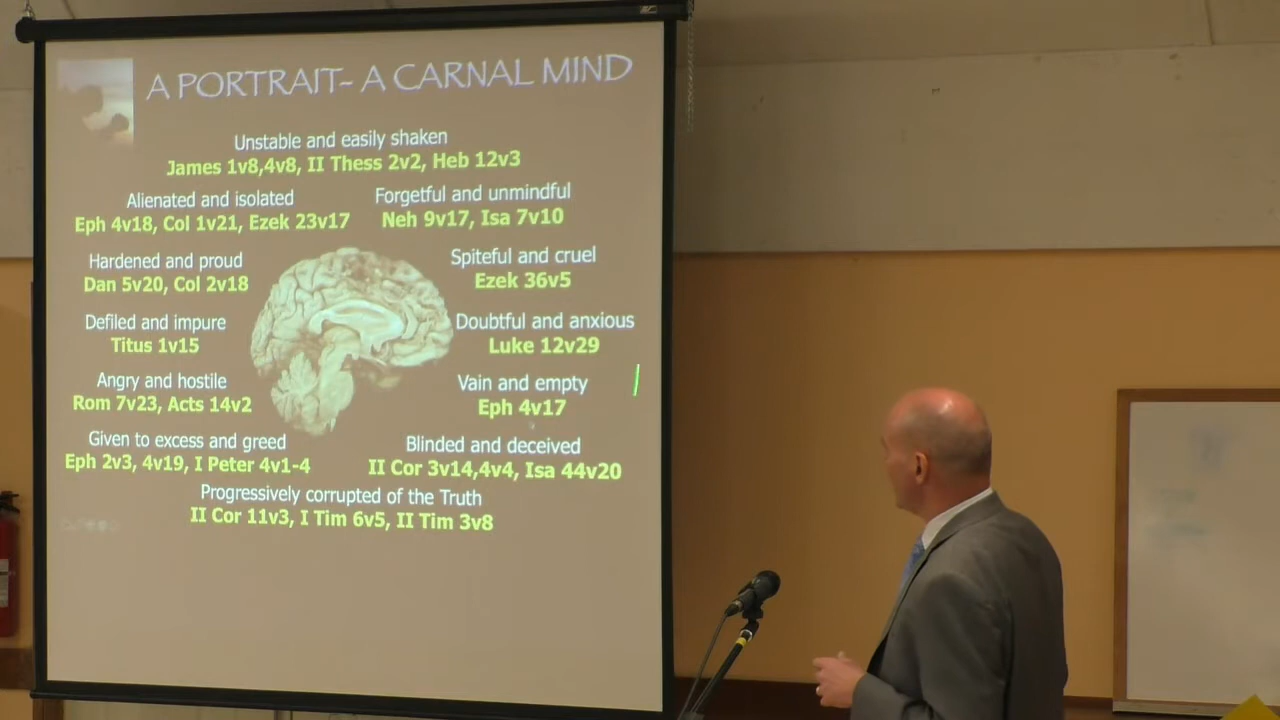 A PORTRAIT- A CARNAL MIND
Unstable and easily shaken
James 1v8,4v8, II Thess 2v2, Heb 12v3
Alienated and isolated
Eph 4v18, Col 1v21, Ezek 23v17
Forgetful and unmindful
Neh 9v17, Isa 7v10
Hardened and proud
Dan 5v20, Col 2v18
Spiteful and cruel
Ezek 36v5
Defiled and impure
Titus 1v15
Doubtful and anxious
Luke 12v29
Angry and hostile
Rom 7v23, Acts 14v2
Vain and empty
Eph 4v17
Given to excess and greed
Eph 2v3, 4v19, I Peter 4v1-4
Blinded and deceived
II Cor 3v14,4v4, Isa 44v20
Progressively corrupted of the Truth
II Cor 11v3, I Tim 6v5, II Tim 3v8